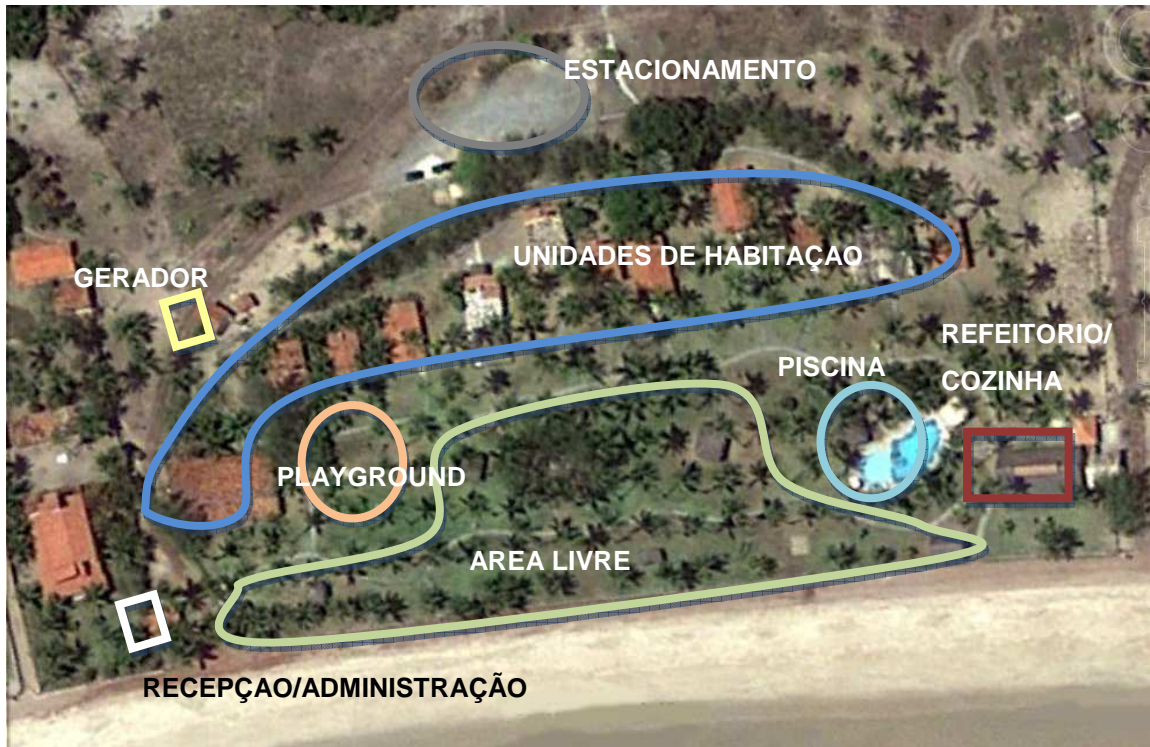 ESTACIONAMENTO
UNIDADES DE HABITAÇAO
GERADOR
REFEITORIO/
COZINHA
PISCINA
PLAYGROUND
AREA LIVRE
RECEPÇAO/ADMINISTRAÇÃO